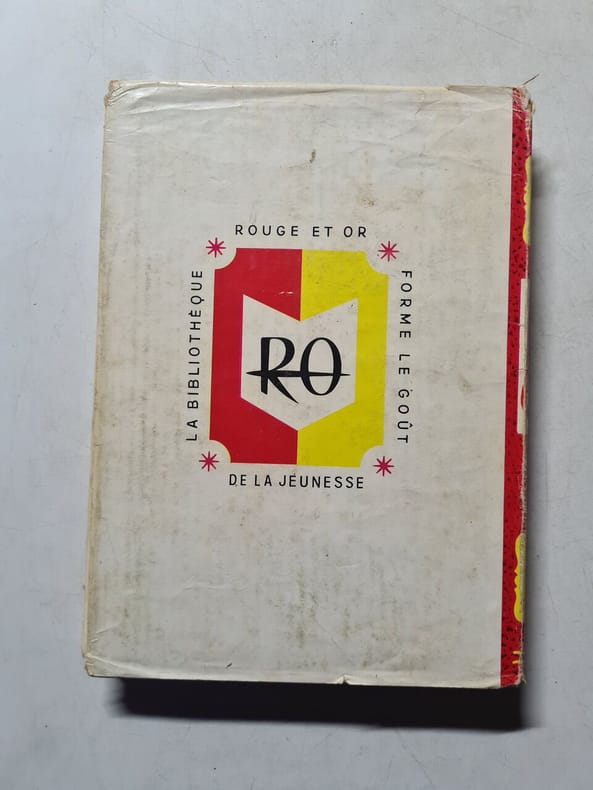 LA BIBLIOTHÈQUE
ROUGE ET OR
FORME LE GOÛT
DE LA JEUNESSE
RO